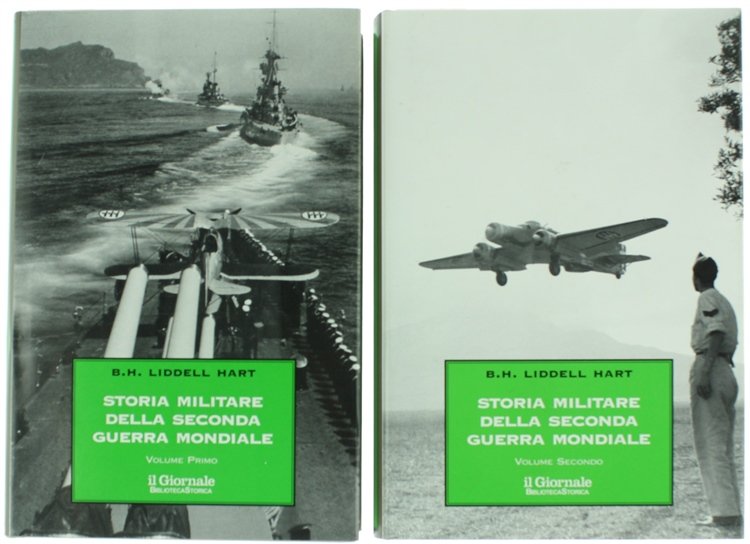 B.H. LIDDELL HART
STORIA MILITARE
DELLA SECONDA
GUERRA MONDIALE
VOLUME PRIMO
il Giornale
BIBLIOTECASTORICA
B.H. LIDDELL HART
STORIA MILITARE
DELLA SECONDA
GUERRA MONDIALE
VOLUME SECONDO
il Giornale
BIBLIOTECASTORICA